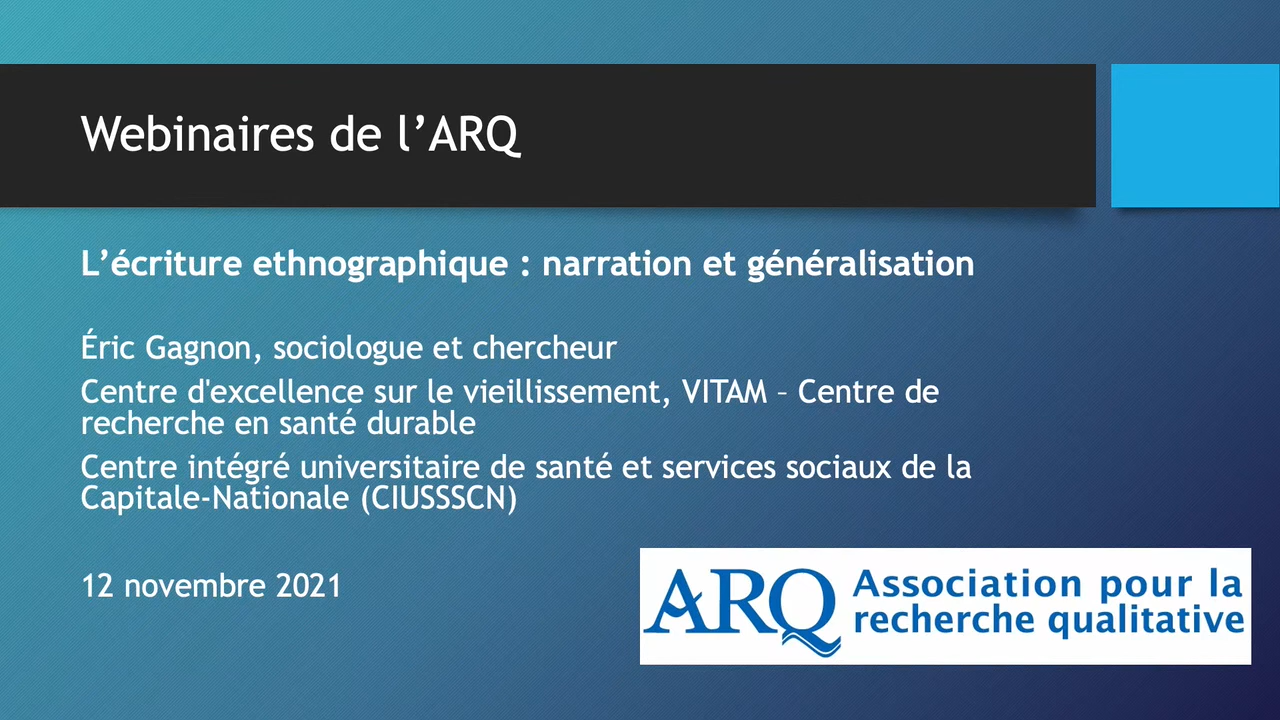 Webinaires de l’ARQ
L’écriture ethnographique : narration et généralisation
Éric Gagnon, sociologue et chercheur
Centre d'excellence sur le vieillissement, VITAM – Centre de
recherche en santé durable
Centre intégré universitaire de santé et services sociaux de la
Capitale-Nationale (CIUSSSCN)
12 novembre 2021
ARQ Association pour la
recherche qualitative